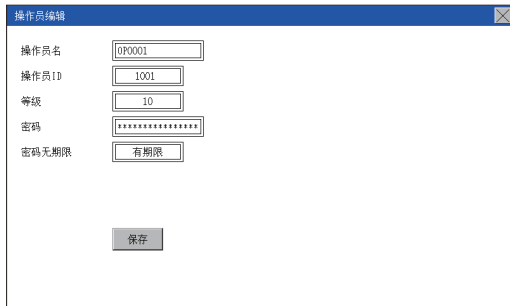 操作员编辑
操作员名 OP0001
操作员ID 1001
等级 10
密码 ****************
密码无期限 有期限
保存